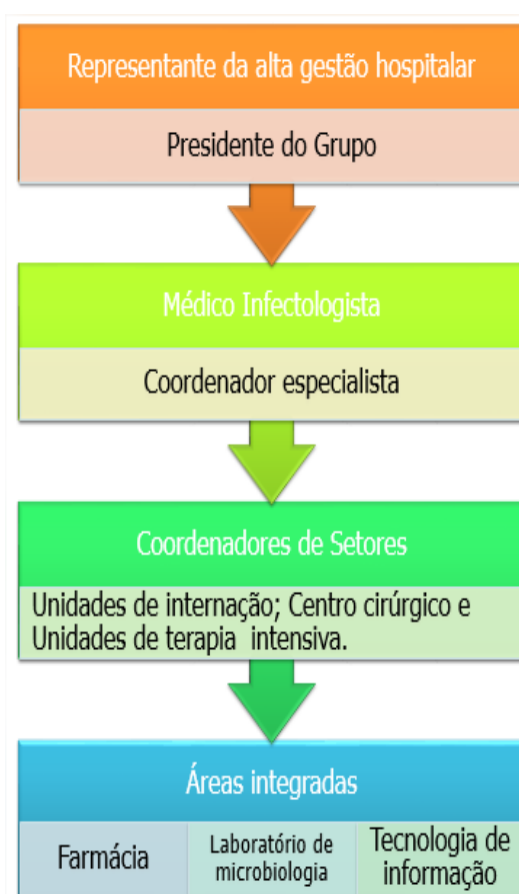 Representante da alta gestão hospitalar
Presidente do Grupo
Médico Infectologista
Coordenador especialista
Coordenadores de Setores
Unidades de internação; Centro cirúrgico e
Unidades de terapia intensiva.
Áreas integradas
Farmácia
Laboratório de
microbiologia
Tecnologia de
informação